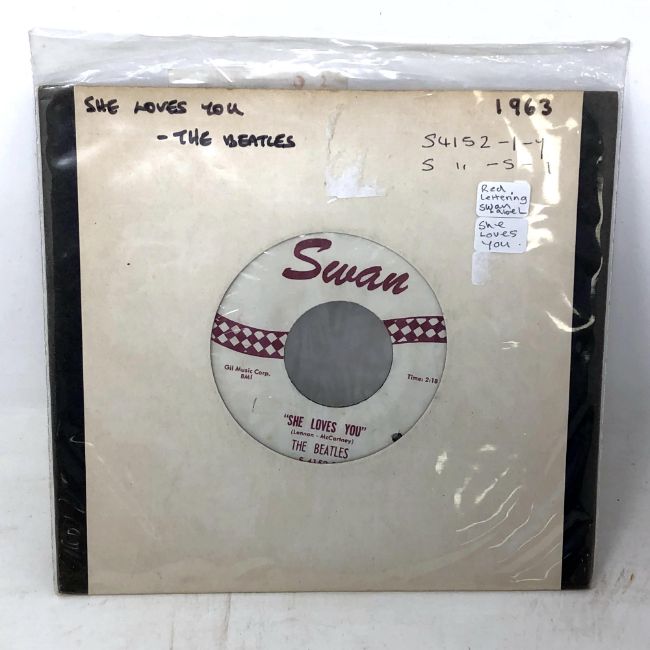 SHE LOVES YOU
1963
- THE BEATLES
S4152-1-Y
S " -S-1
Red
Lettering
Swan
Label
She
Loves
You.
Swan
Gil Music Corp.
BMI
Time: 2:18
"SHE LOVES YOU"
(Lennon - McCartney)
THE BEATLES